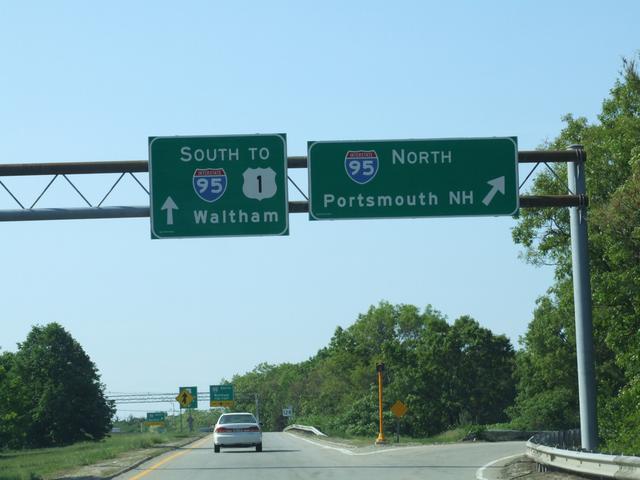 SOUTH TO
INTERSTATE
95
1
Waltham
INTERSTATE
95
NORTH
Portsmouth NH